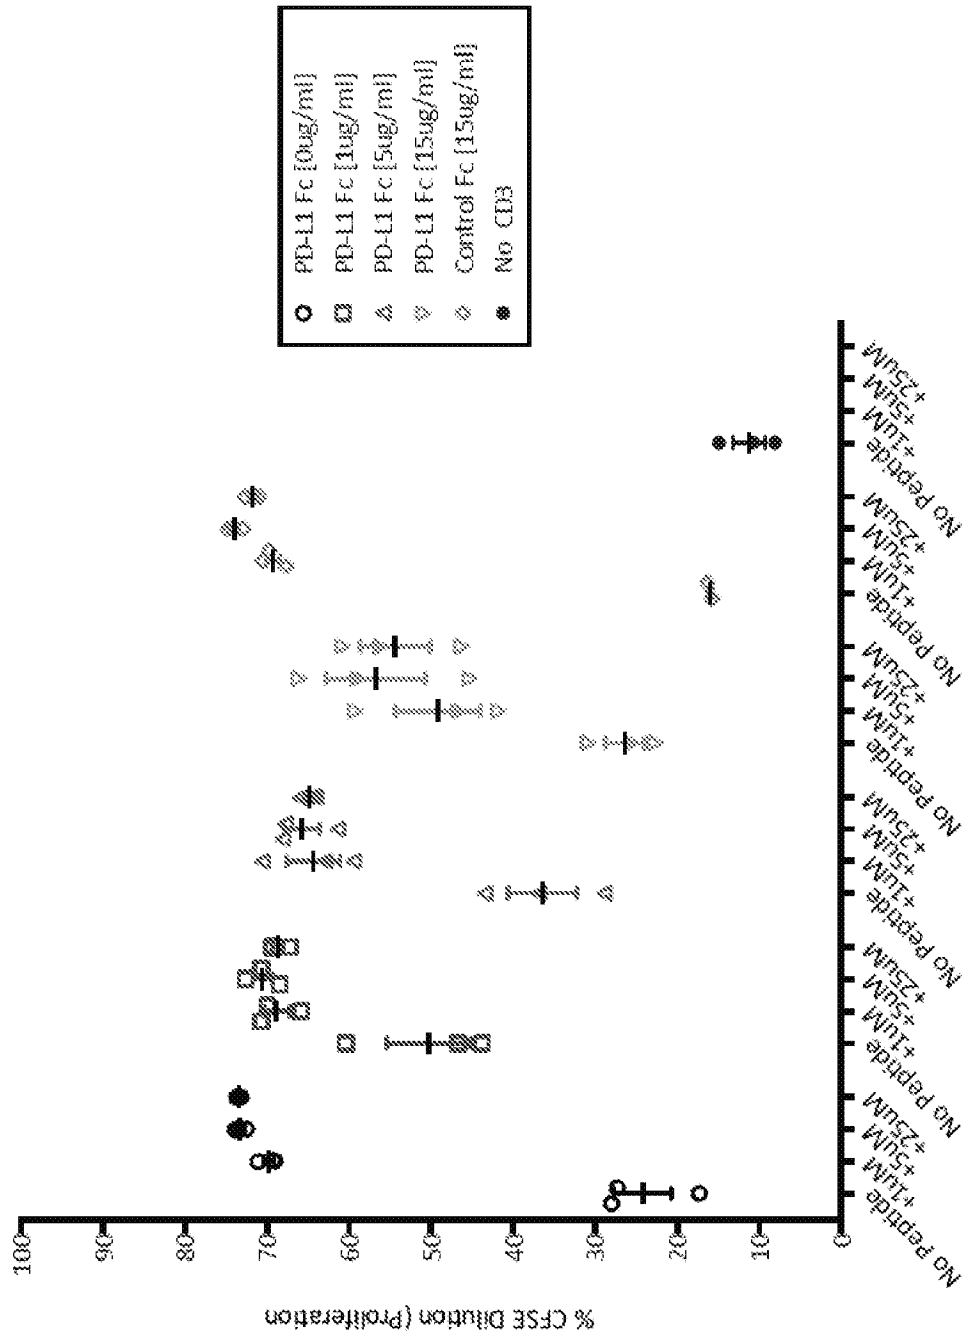 % CFSE Dilution (Proliferation)
100
90
80
70
60
50
40
30
20
10
0
No Peptide
+1uM
+5uM
+25uM
No Peptide
+1uM
+5uM
+25uM
No Peptide
+1uM
+5uM
+25uM
No Peptide
+1uM
+5uM
+25uM
No Peptide
+1uM
+5uM
+25uM
No Peptide
+1uM
+5uM
+25uM
PD-L1 Fc [0ug/ml]
PD-L1 Fc [1ug/ml]
PD-L1 Fc [5ug/ml]
PD-L1 Fc [15ug/ml]
Control Fc [15ug/ml]
No CD3